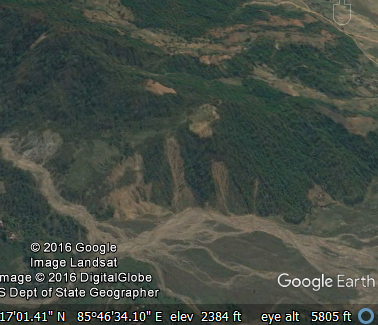 © 2016 Google
Image Landsat
mage © 2016 DigitalGlobe
S Dept of State Geographer
Google Earth
17'01.41" N 85°46'34.10" E elev 2384 ft eye alt 5805 ft